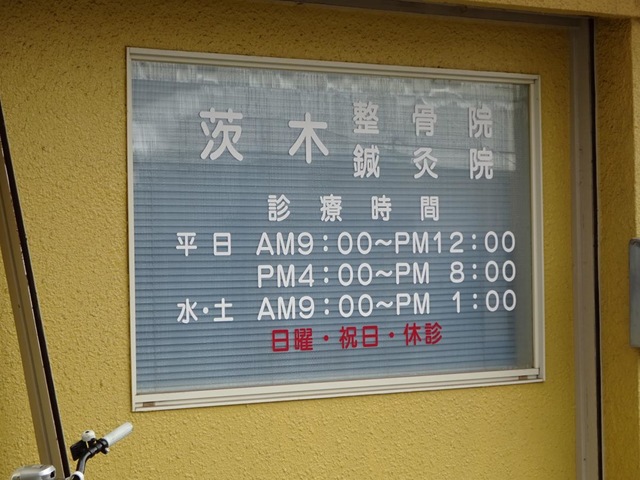 茨木 整骨院
鍼灸院
診療時間
平日 AM9:00〜PM12:00
PM4:00〜PM 8:00
水・土 AM9:00〜PM 1:00
日曜・祝日・休診